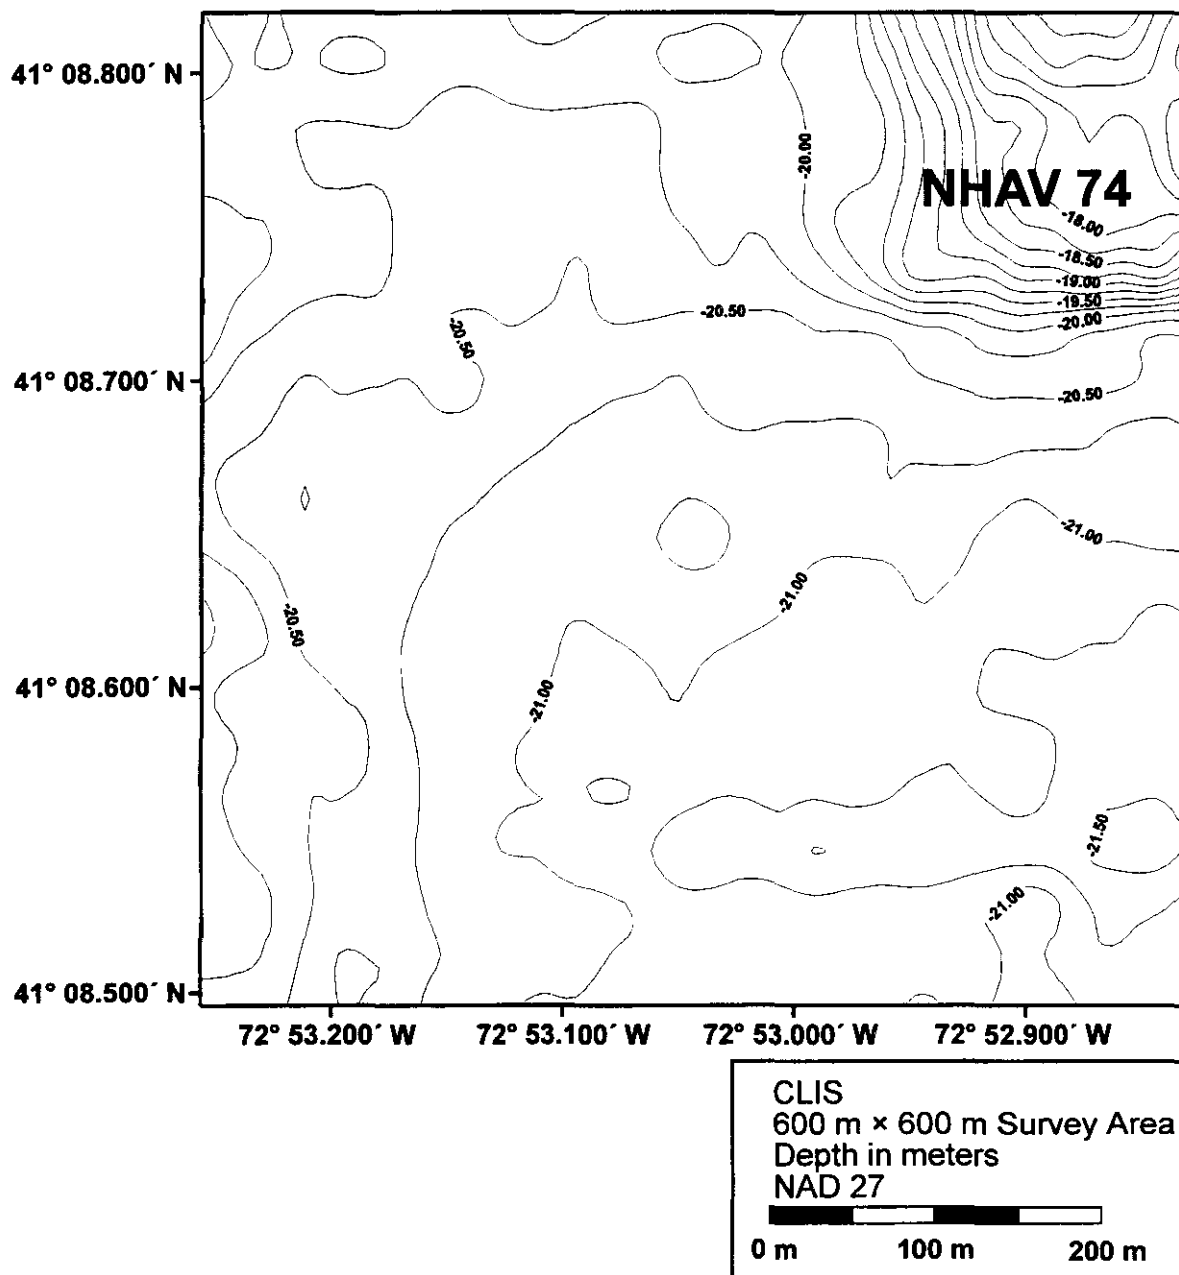 41° 08.800´ N
-20.00
NHAV 74
-18.00
-18.50
-19.00
-19.50
-20.00
-20.50
-20.50
41° 08.700´ N
-20.50
-21.00
-21.00
-20.50
41° 08.600´ N
-21.00
-21.50
-21.00
41° 08.500´ N
72° 53.200´ W 72° 53.100´ W 72° 53.000´ W 72° 52.900´ W
CLIS
600 m × 600 m Survey Area
Depth in meters
NAD 27
0 m 100 m 200 m